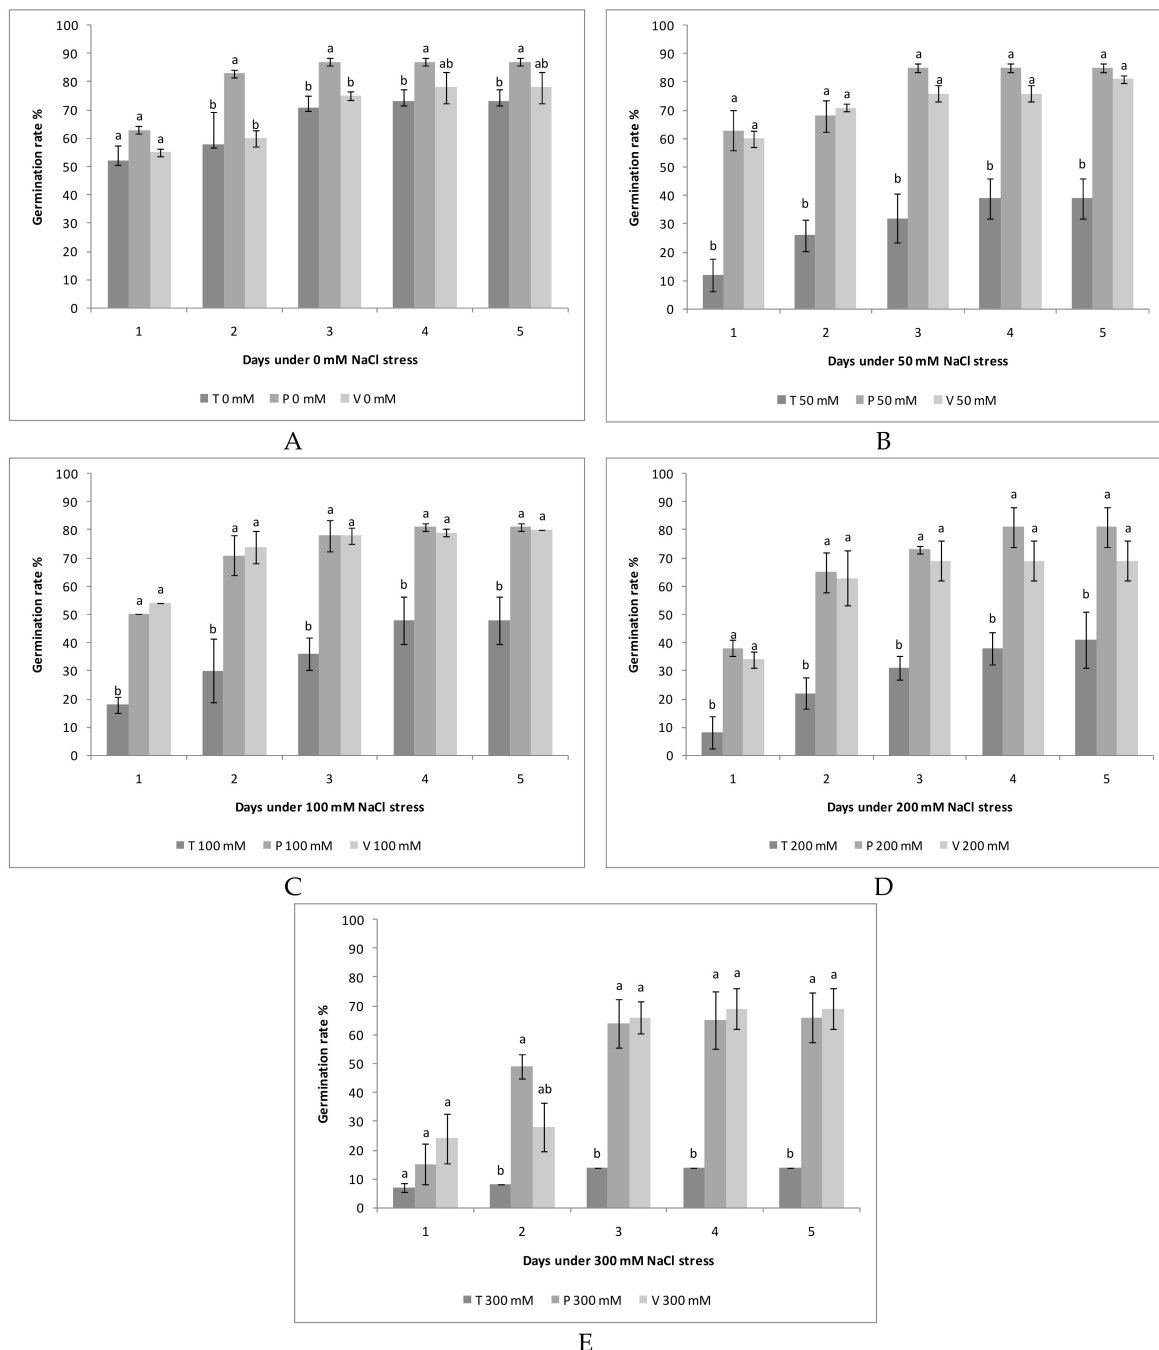 100
90
80
70
60
50
40
30
20
10
0
Germination rate %
a a a
b a b
b a b
b a ab
b a ab
1 2 3 4 5
Days under 0 mM NaCl stress
T 0 mM P 0 mM V 0 mM
A
100
90
80
70
60
50
40
30
20
10
0
Germination rate %
b a a
b a a
b a a
b a a
b a a
1 2 3 4 5
Days under 50 mM NaCl stress
T 50 mM P 50 mM V 50 mM
B
100
90
80
70
60
50
40
30
20
10
0
Germination rate %
b a a
b a a
b a a
b a a
b a a
1 2 3 4 5
Days under 100 mM NaCl stress
T 100 mM P 100 mM V 100 mM
C
100
90
80
70
60
50
40
30
20
10
0
Germination rate %
b a a
b a a
b a a
b a a
b a a
1 2 3 4 5
Days under 200 mM NaCl stress
T 200 mM P 200 mM V 200 mM
D
100
90
80
70
60
50
40
30
20
10
0
Germination rate %
a a a
b a ab
b a a
b a a
b a a
1 2 3 4 5
Days under 300 mM NaCl stress
T 300 mM P 300 mM V 300 mM
E